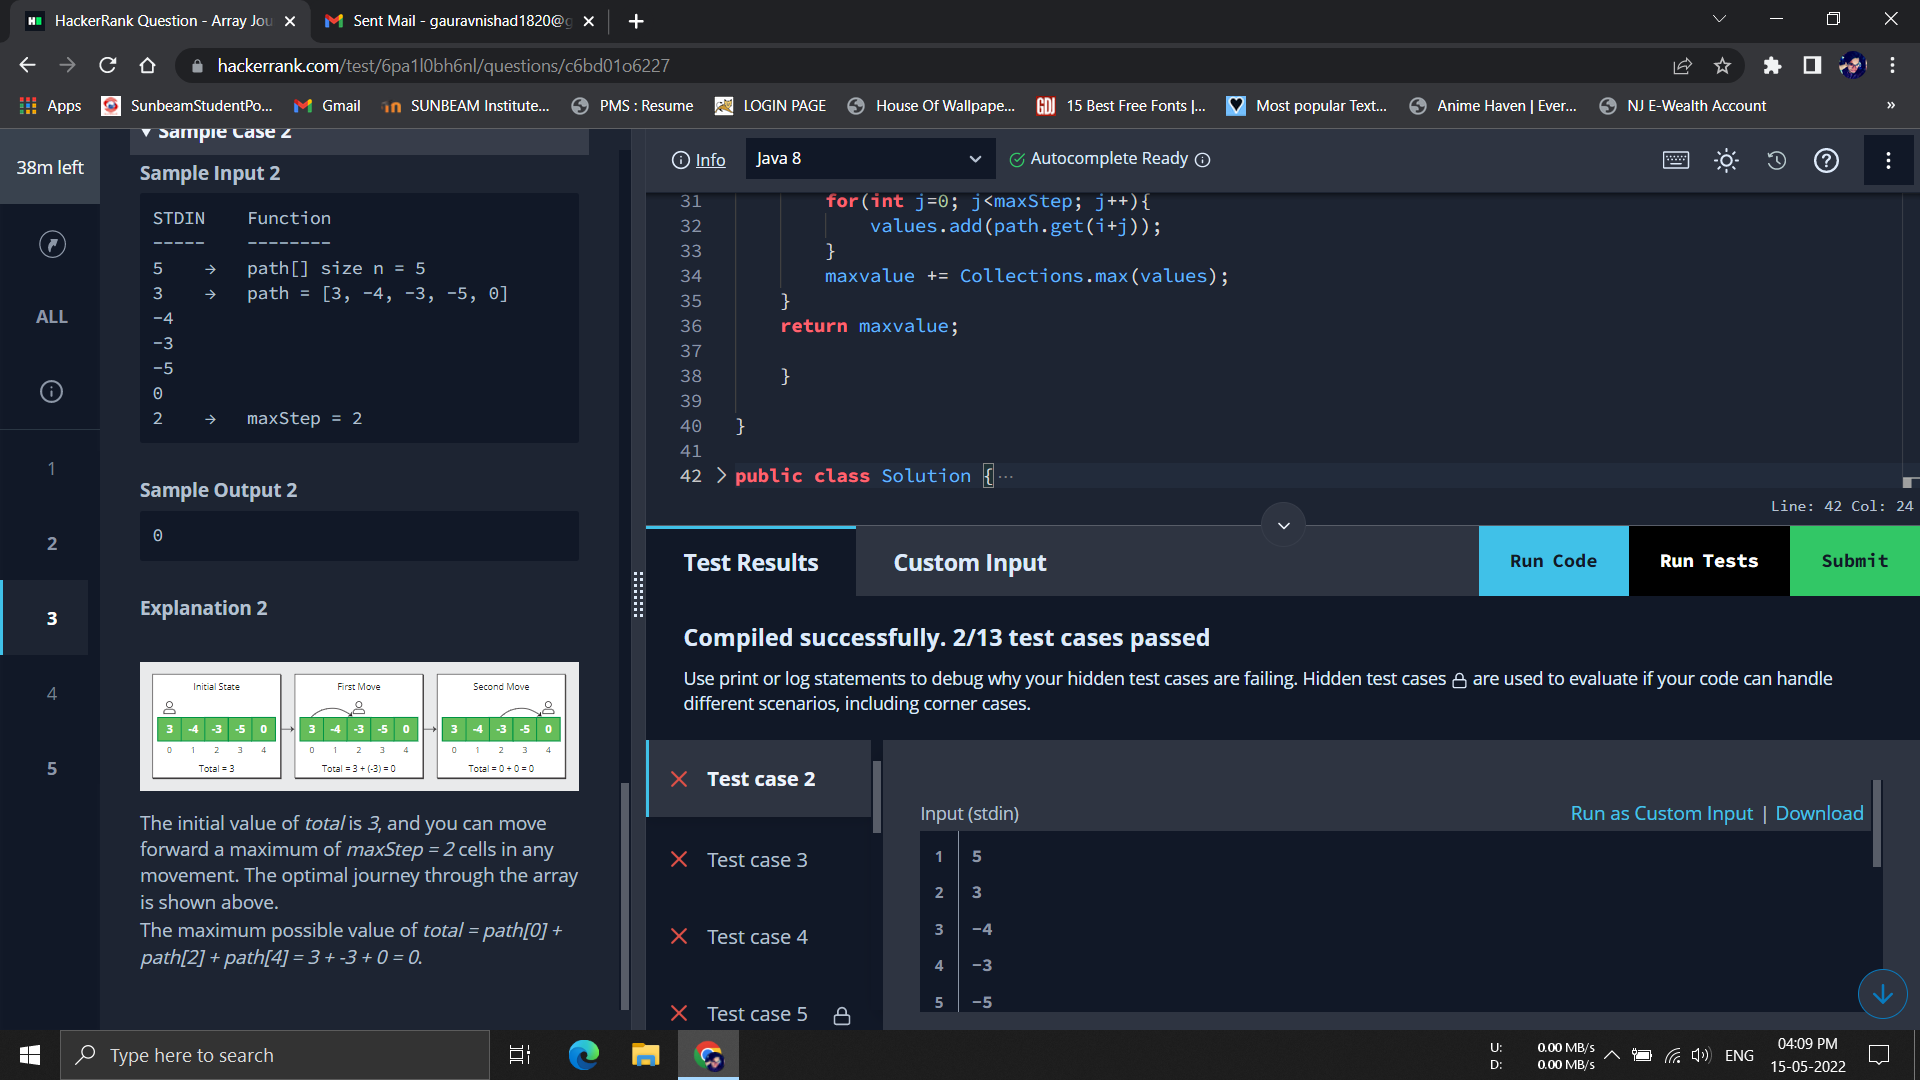 HackerRank Question - Array Jou
Sent Mail - gauravnishad1820@g
hackerrank.com/test/6pa1l0bh6nl/questions/c6bd01o6227
Apps
SunbeamStudentPo...
Gmail
SUNBEAM Institute...
PMS : Resume
LOGIN PAGE
House Of Wallpape...
GD!
15 Best Free Fonts |...
Most popular Text...
Anime Haven | Ever...
NJ E-Wealth Account
»
38m left
ALL
1
2
3
4
5
▼ Sample Case 2
Sample Input 2
STDIN Function
----- --------
5 → path[] size n = 5
3 → path = [3, -4, -3, -5, 0]
-4
-3
-5
0
2 → maxStep = 2
Sample Output 2
0
Explanation 2
Initial State
3 -4 -3 -5 0
0 1 2 3 4
Total = 3
First Move
3 -4 -3 -5 0
0 1 2 3 4
Total = 3 + (-3) = 0
Second Move
3 -4 -3 -5 0
0 1 2 3 4
Total = 0 + 0 = 0
The initial value of total is 3, and you can move
forward a maximum of maxStep = 2 cells in any
movement. The optimal journey through the array
is shown above.
The maximum possible value of total = path[0] +
path[2] + path[4] = 3 + -3 + 0 = 0.
Info
Java 8
Autocomplete Ready
31 for(int j=0; j<maxStep; j++){
32 values.add(path.get(i+j));
33 }
34 maxvalue += Collections.max(values);
35 }
36 return maxvalue;
37
38 }
39
40 }
41
42 public class Solution {...
Line: 42 Col: 24
Test Results
Custom Input
Run Code
Run Tests
Submit
Compiled successfully. 2/13 test cases passed
Use print or log statements to debug why your hidden test cases are failing. Hidden test cases are used to evaluate if your code can handle
different scenarios, including corner cases.
Test case 2
Test case 3
Test case 4
Test case 5
Input (stdin)
Run as Custom Input | Download
1 5
2 3
3 -4
4 -3
5 -5
Type here to search
U: 0.00 MB/s
D: 0.00 MB/s
ENG
04:09 PM
15-05-2022